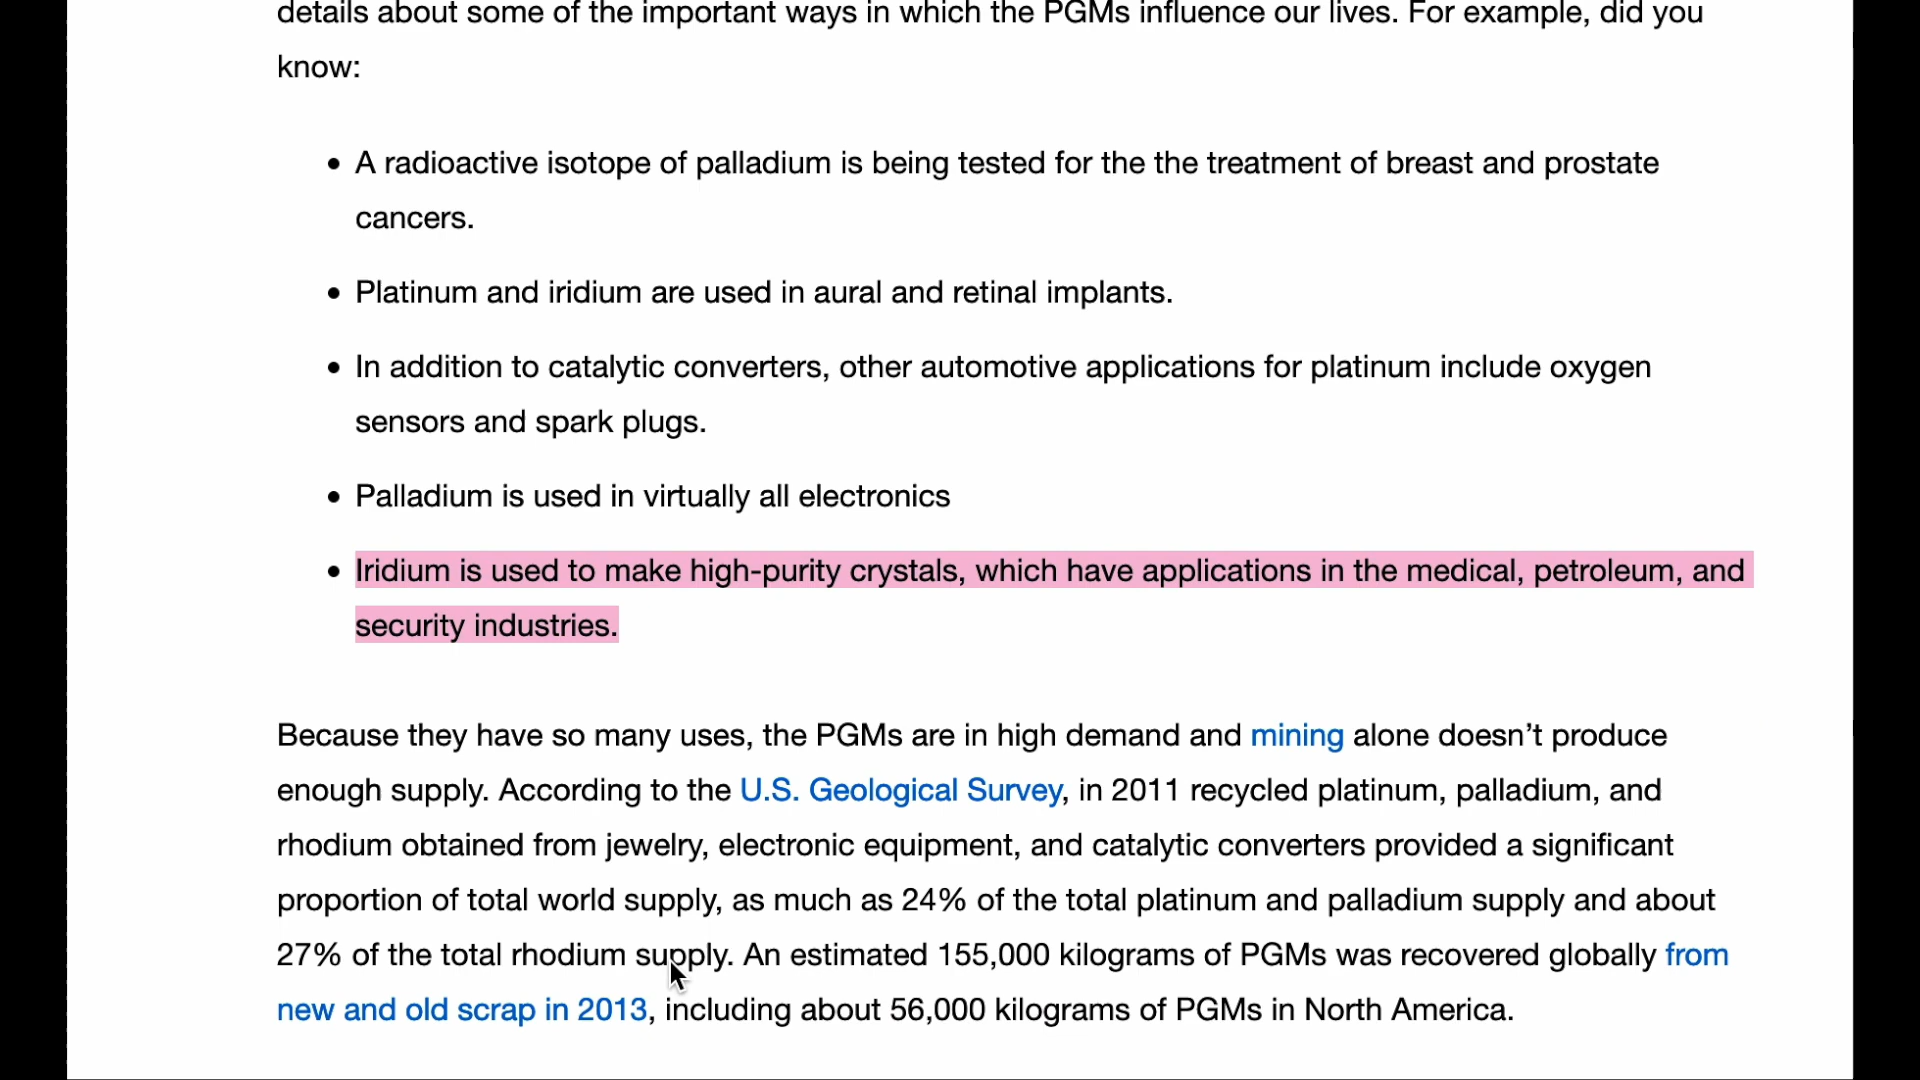 details about some of the important ways in which the PGMs influence our lives. For example, did you
know:
• A radioactive isotope of palladium is being tested for the the treatment of breast and prostate
cancers.
• Platinum and iridium are used in aural and retinal implants.
• In addition to catalytic converters, other automotive applications for platinum include oxygen
sensors and spark plugs.
• Palladium is used in virtually all electronics
• Iridium is used to make high-purity crystals, which have applications in the medical, petroleum, and
security industries.
Because they have so many uses, the PGMs are in high demand and mining alone doesn’t produce
enough supply. According to the U.S. Geological Survey, in 2011 recycled platinum, palladium, and
rhodium obtained from jewelry, electronic equipment, and catalytic converters provided a significant
proportion of total world supply, as much as 24% of the total platinum and palladium supply and about
27% of the total rhodium supply. An estimated 155,000 kilograms of PGMs was recovered globally from
new and old scrap in 2013, including about 56,000 kilograms of PGMs in North America.